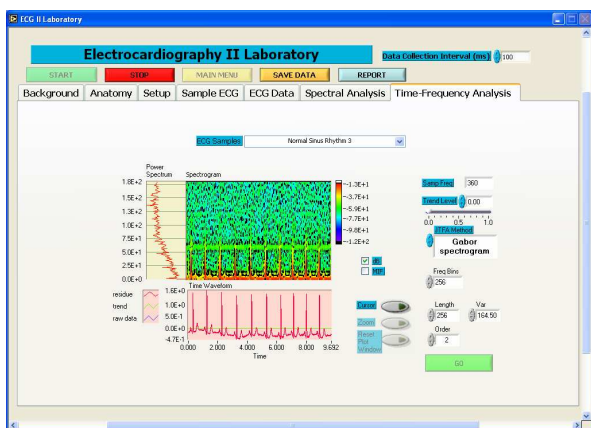 ECG II Laboratory
Electrocardiography II Laboratory
Data Collection Interval (ms) 100
START STOP MAIN MENU SAVE DATA REPORT
Background Anatomy Setup Sample ECG ECG Data Spectral Analysis Time-Frequency Analysis
ECG Samples Normal Sinus Rhythm 3
Power
Spectrum Spectrogram
1.8E+2
1.5E+2
1.3E+2
1.0E+2
7.5E+1
5.0E+1
2.5E+1
0.0E+0
-1.3E+1
-3.7E+1
-5.9E+1
-7.7E+1
-9.8E+1
-1.2E+2
Samp Freq 360
Trend Level 0.00
0.0 0.5 1.0
JTFA Method
Gabor
spectrogram
dB
Freq Bins
256
Time Waveform
residue
trend
raw data
1.6E+0
1.0E+0
5.0E-1
0.0E+0
-4.7E-1
0.000 2.000 4.000 6.000 8.000 9.692
Time
Cursor
Zoom
Reset
Plot
Window
Length Var
256 164.50
Order
2
GO